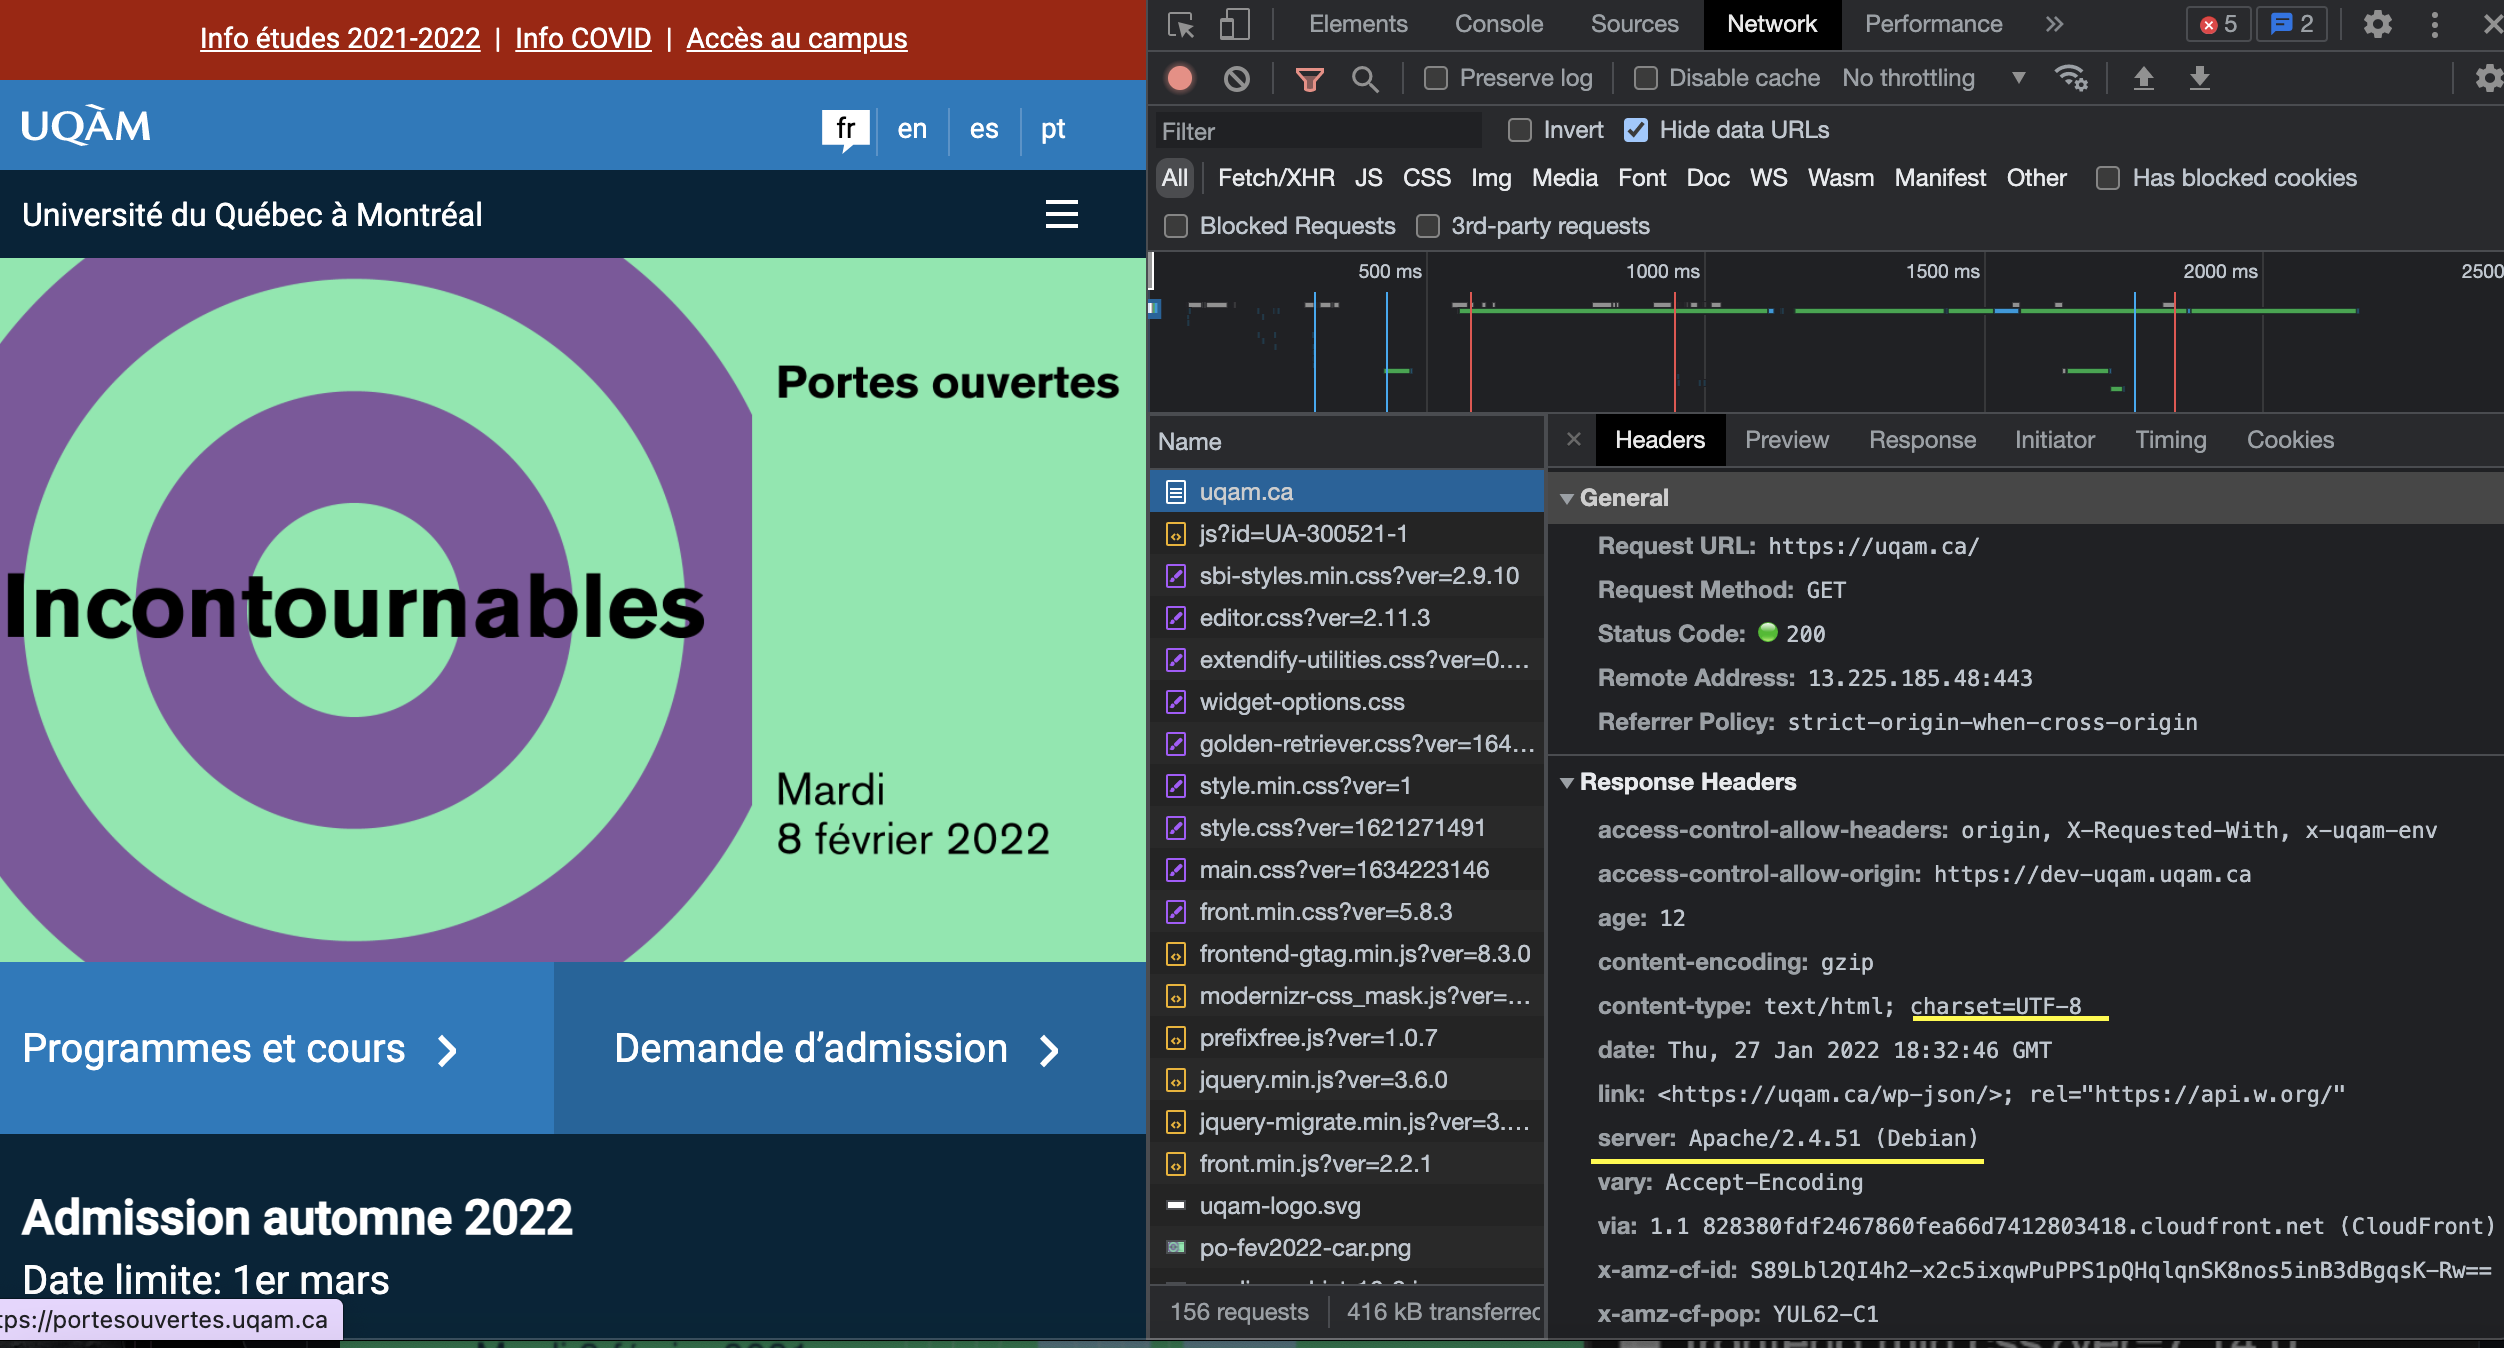 Info études 2021-2022 | Info COVID | Accès au campus
UQÀM
fr en es pt
Université du Québec à Montréal
Portes ouvertes
Incontournables
Mardi
8 février 2022
Programmes et cours
Demande d’admission
Admission automne 2022
Date limite: 1er mars
tps://portesouvertes.uqam.ca
Elements Console Sources Network Performance 5 2
Preserve log Disable cache No throttling
Filter Invert Hide data URLs
All Fetch/XHR JS CSS Img Media Font Doc WS Wasm Manifest Other Has blocked cookies
Blocked Requests 3rd-party requests
500 ms 1000 ms 1500 ms 2000 ms 2500
Name
uqam.ca
js?id=UA-300521-1
sbi-styles.min.css?ver=2.9.10
editor.css?ver=2.11.3
extendify-utilities.css?ver=0....
widget-options.css
golden-retriever.css?ver=164...
style.min.css?ver=1
style.css?ver=1621271491
main.css?ver=1634223146
front.min.css?ver=5.8.3
frontend-gtag.min.js?ver=8.3.0
modernizr-css_mask.js?ver=...
prefixfree.js?ver=1.0.7
jquery.min.js?ver=3.6.0
jquery-migrate.min.js?ver=3....
front.min.js?ver=2.2.1
uqam-logo.svg
po-fev2022-car.png
156 requests 416 kB transferred
Headers Preview Response Initiator Timing Cookies
General
Request URL: https://uqam.ca/
Request Method: GET
Status Code: 200
Remote Address: 13.225.185.48:443
Referrer Policy: strict-origin-when-cross-origin
Response Headers
access-control-allow-headers: origin, X-Requested-With, x-uqam-env
access-control-allow-origin: https://dev-uqam.uqam.ca
age: 12
content-encoding: gzip
content-type: text/html; charset=UTF-8
date: Thu, 27 Jan 2022 18:32:46 GMT
link: <https://uqam.ca/wp-json/>; rel="https://api.w.org/"
server: Apache/2.4.51 (Debian)
vary: Accept-Encoding
via: 1.1 828380fdf2467860fea66d7412803418.cloudfront.net (CloudFront)
x-amz-cf-id: S89Lbl2QI4h2-x2c5ixqwPuPPS1pQHqlqnSK8nos5inB3dBgqsK-Rw==
x-amz-cf-pop: YUL62-C1